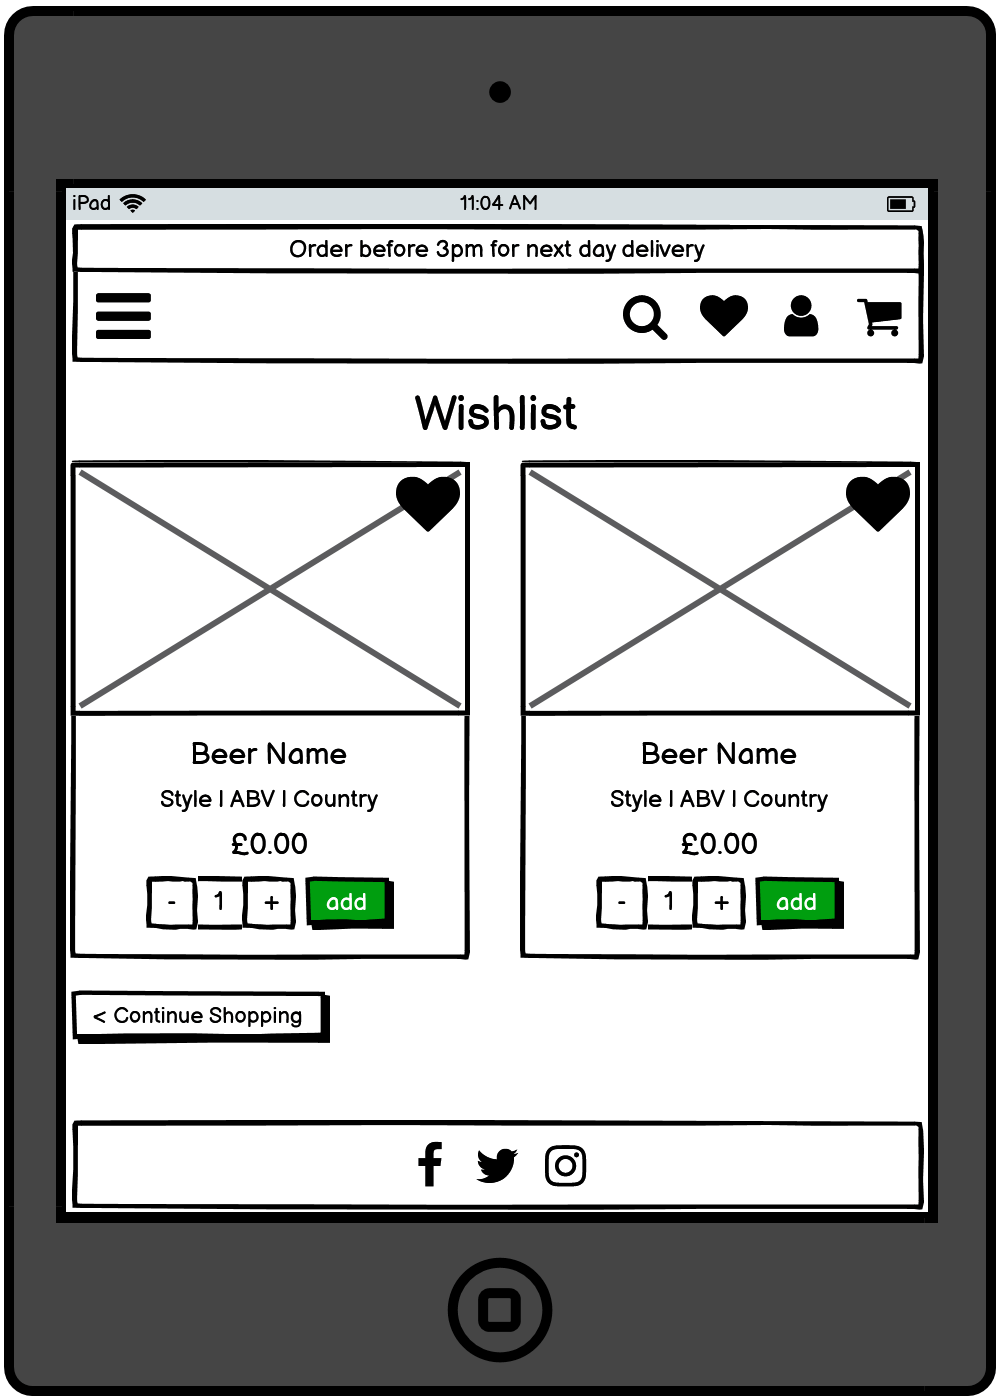 iPad 11:04 AM
Order before 3pm for next day delivery
Wishlist
Beer Name
Style | ABV | Country
£0.00
- 1 + add
Beer Name
Style | ABV | Country
£0.00
- 1 + add
< Continue Shopping